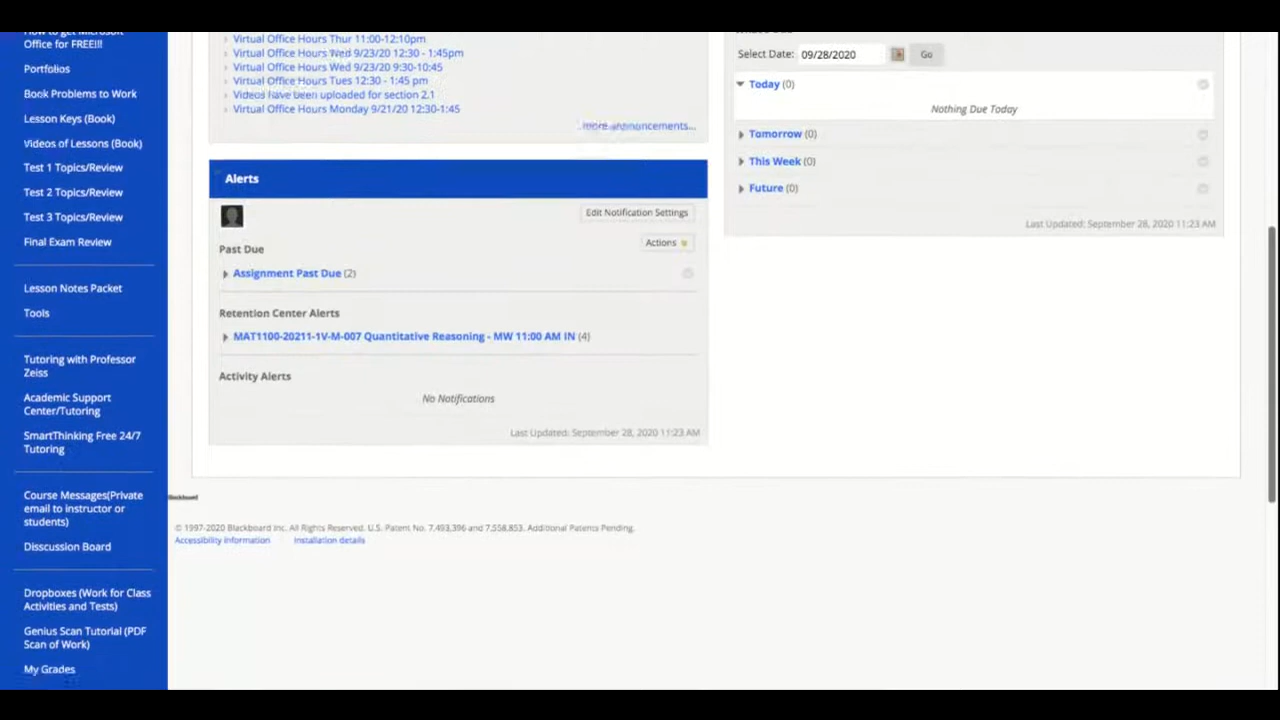 How to get Microsoft
Office for FREE!!!
Portfolios
Book Problems to Work
Lesson Keys (Book)
Videos of Lessons (Book)
Test 1 Topics/Review
Test 2 Topics/Review
Test 3 Topics/Review
Final Exam Review
Lesson Notes Packet
Tools
Tutoring with Professor
Zeiss
Academic Support
Center/Tutoring
SmartThinking Free 24/7
Tutoring
Course Messages(Private
email to instructor or
students)
Disscussion Board
Dropboxes (Work for Class
Activities and Tests)
Genius Scan Tutorial (PDF
Scan of Work)
My Grades
Virtual Office Hours Thur 11:00-12:10pm
Virtual Office Hours Wed 9/23/20 12:30 - 1:45pm
Virtual Office Hours Wed 9/23/20 9:30-10:45
Virtual Office Hours Tues 12:30 - 1:45 pm
Videos have been uploaded for section 2.1
Virtual Office Hours Monday 9/21/20 12:30-1:45
more announcements...
Alerts
Edit Notification Settings
Actions
Past Due
Assignment Past Due (2)
Retention Center Alerts
MAT1100-20211-1V-M-007 Quantitative Reasoning - MW 11:00 AM IN (4)
Activity Alerts
No Notifications
Last Updated: September 28, 2020 11:23 AM
Select Date: 09/28/2020 Go
Today (0)
Nothing Due Today
Tomorrow (0)
This Week (0)
Future (0)
Last Updated: September 28, 2020 11:23 AM
Blackboard
© 1997-2020 Blackboard Inc. All Rights Reserved. U.S. Patent No. 7,493,396 and 7,558,853. Additional Patents Pending.
Accessibility information Installation details